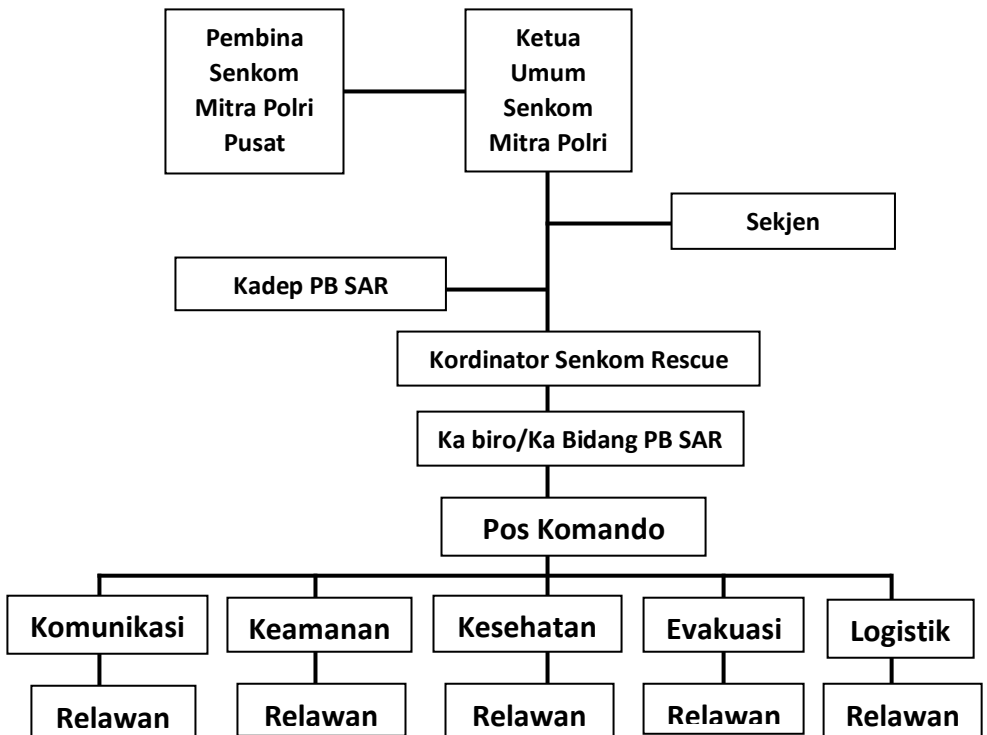 Pembina
Senkom
Mitra Polri
Pusat
Ketua
Umum
Senkom
Mitra Polri
Sekjen
Kadep PB SAR
Kordinator Senkom Rescue
Ka biro/Ka Bidang PB SAR
Pos Komando
Komunikasi
Keamanan
Kesehatan
Evakuasi
Logistik
Relawan
Relawan
Relawan
Relawan
Relawan